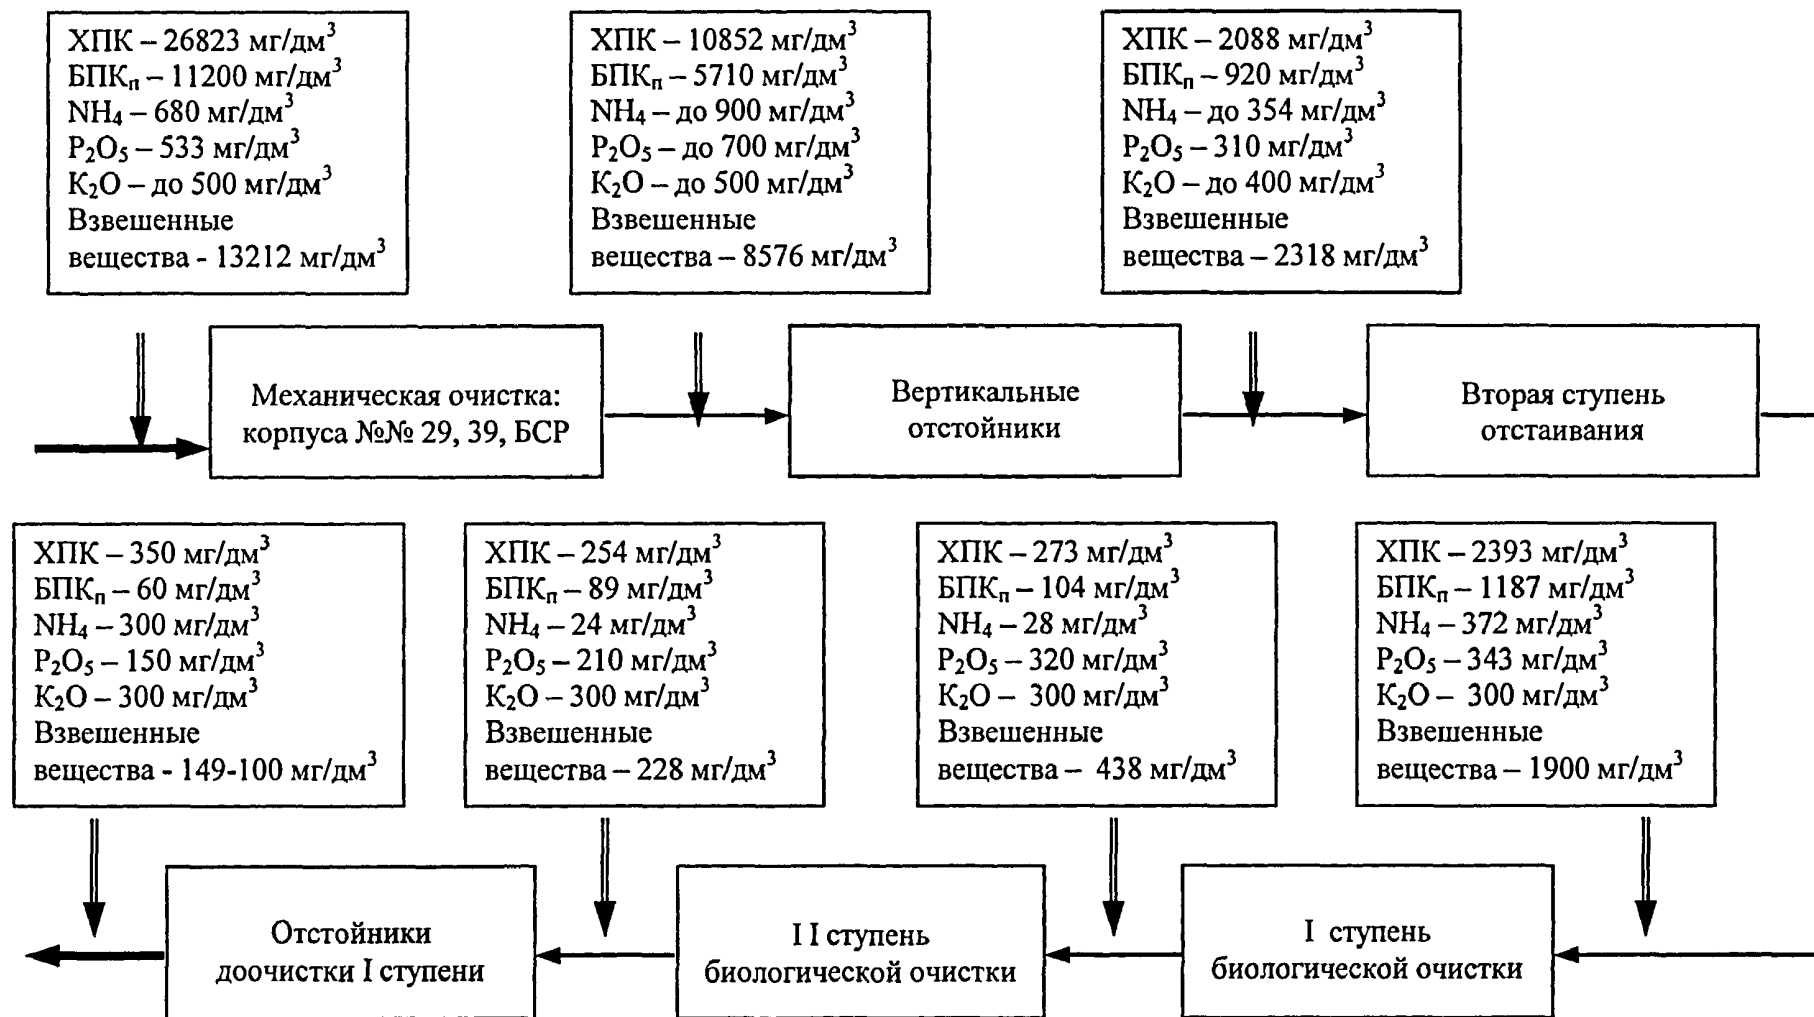 ХПК – 26823 мг/дм³
БПКп – 11200 мг/дм³
NH₄ – 680 мг/дм³
P₂O₅ – 533 мг/дм³
K₂O – до 500 мг/дм³
Взвешенные
вещества - 13212 мг/дм³
ХПК – 10852 мг/дм³
БПКп – 5710 мг/дм³
NH₄ – до 900 мг/дм³
P₂O₅ – до 700 мг/дм³
K₂O – до 500 мг/дм³
Взвешенные
вещества – 8576 мг/дм³
ХПК – 2088 мг/дм³
БПКп – 920 мг/дм³
NH₄ – до 354 мг/дм³
P₂O₅ – 310 мг/дм³
K₂O – до 400 мг/дм³
Взвешенные
вещества – 2318 мг/дм³
Механическая очистка:
корпуса №№ 29, 39, БСР
Вертикальные
отстойники
Вторая ступень
отстаивания
ХПК – 350 мг/дм³
БПКп – 60 мг/дм³
NH₄ – 300 мг/дм³
P₂O₅ – 150 мг/дм³
K₂O – 300 мг/дм³
Взвешенные
вещества - 149-100 мг/дм³
ХПК – 254 мг/дм³
БПКп – 89 мг/дм³
NH₄ – 24 мг/дм³
P₂O₅ – 210 мг/дм³
K₂O – 300 мг/дм³
Взвешенные
вещества – 228 мг/дм³
ХПК – 273 мг/дм³
БПКп – 104 мг/дм³
NH₄ – 28 мг/дм³
P₂O₅ – 320 мг/дм³
K₂O – 300 мг/дм³
Взвешенные
вещества – 438 мг/дм³
ХПК – 2393 мг/дм³
БПКп – 1187 мг/дм³
NH₄ – 372 мг/дм³
P₂O₅ – 343 мг/дм³
K₂O – 300 мг/дм³
Взвешенные
вещества – 1900 мг/дм³
Отстойники
доочистки I ступени
I I ступень
биологической очистки
I ступень
биологической очистки